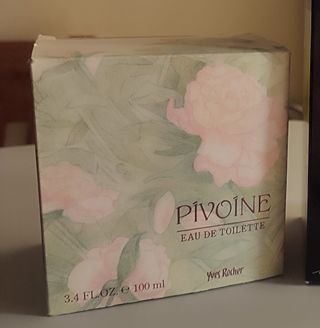 PIVOINE
EAU DE TOILETTE
Yves Rocher
3.4 FL.OZ. ℮ 100 ml